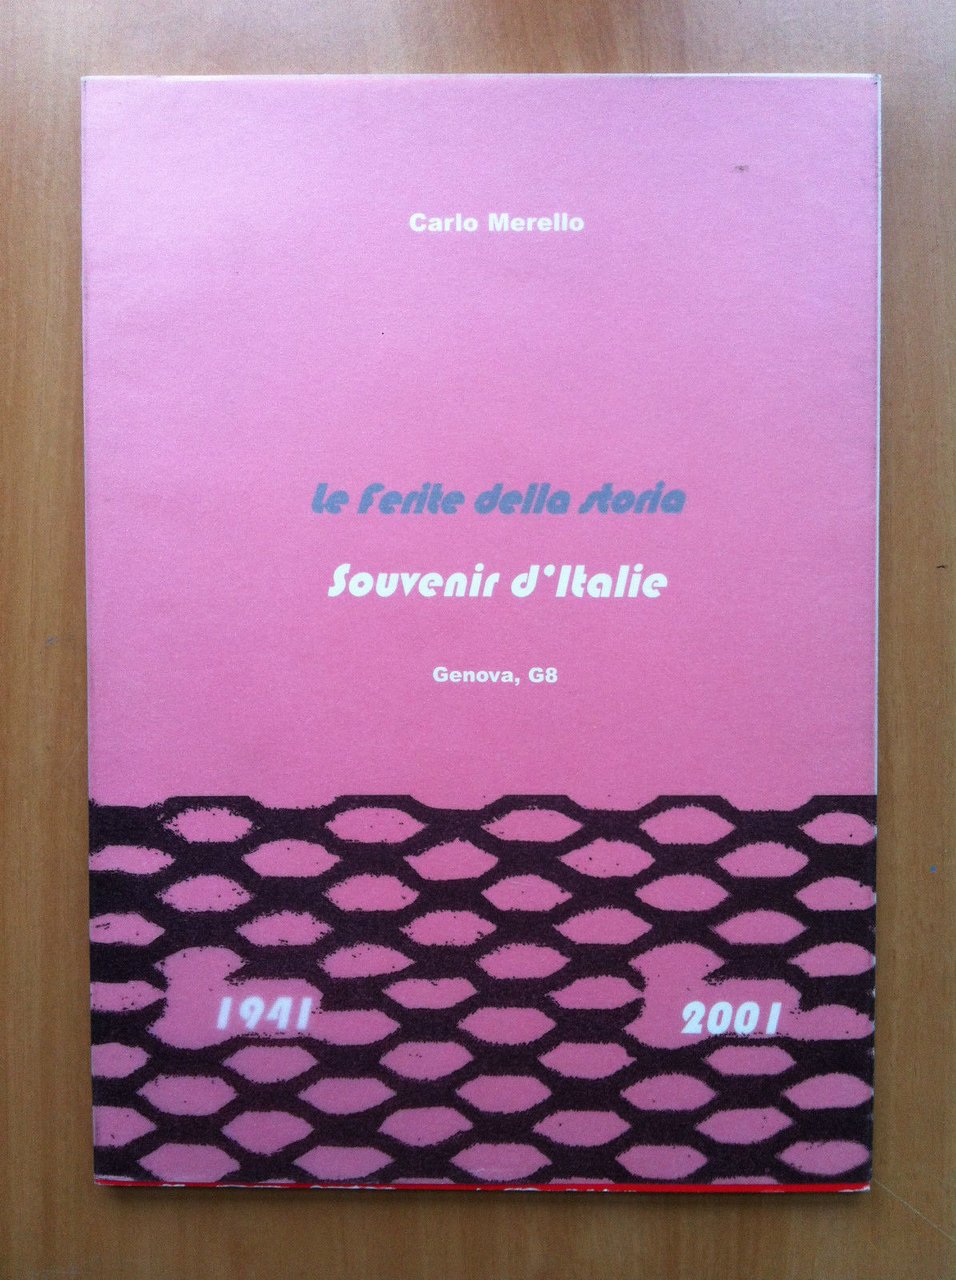 Carlo Merello
Le ferite della storia
Souvenir d'Italie
Genova, G8
1941 2001